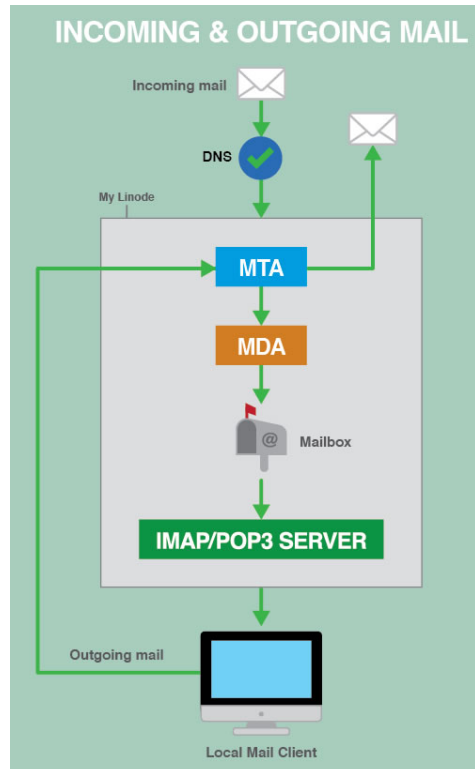 INCOMING & OUTGOING MAIL
Incoming mail
DNS
My Linode
MTA
MDA
@
Mailbox
IMAP/POP3 SERVER
Outgoing mail
Local Mail Client